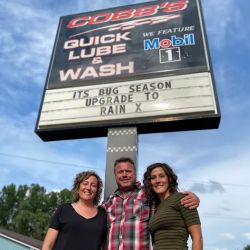 COBB'S
QUICK
LUBE &
WASH
WE FEATURE
Mobil
1
ITS BUG SEASON
UPGRADE TO
RAIN X